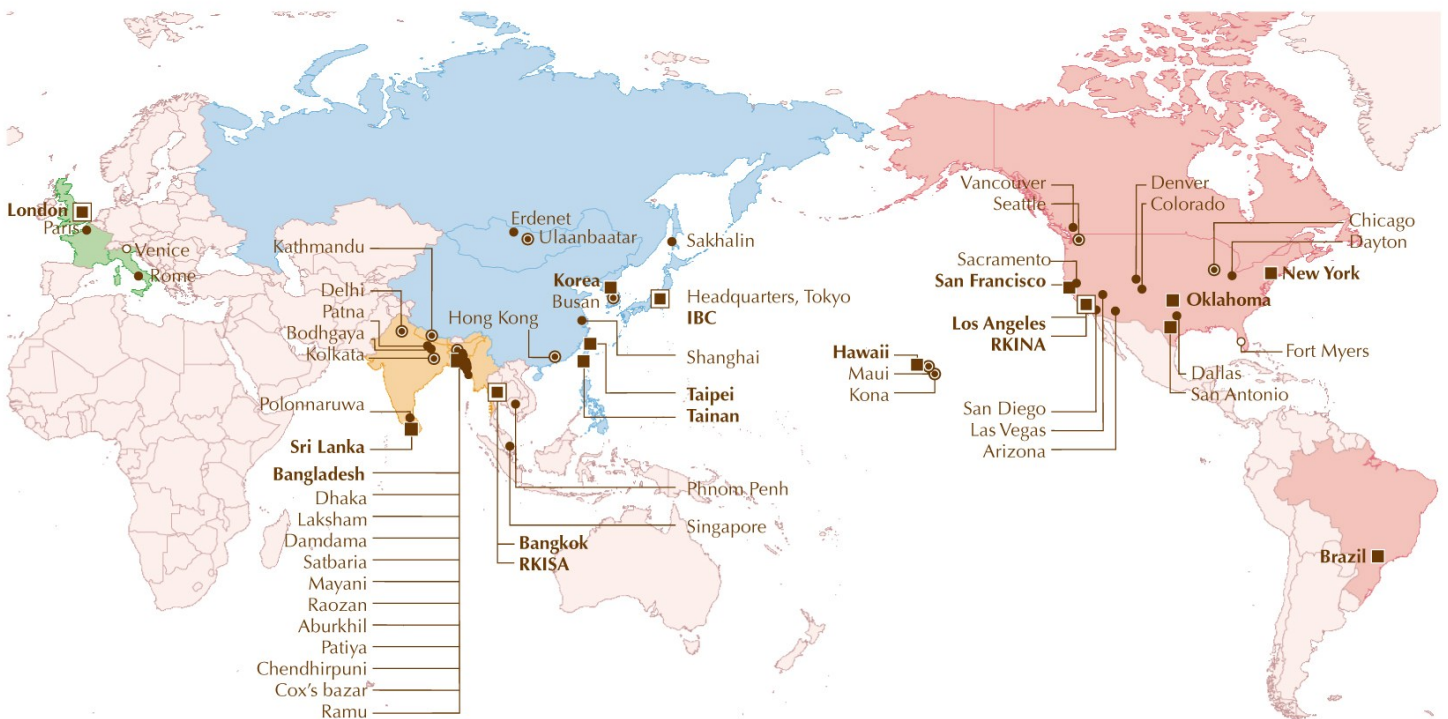 London
Paris
Venice
Rome
Kathmandu
Delhi
Patna
Bodhgaya
Kolkata
Polonnaruwa
Sri Lanka
Bangladesh
Dhaka
Laksham
Damdama
Satbaria
Mayani
Raozan
Aburkhil
Patiya
Chendhirpuni
Cox's bazar
Ramu
Erdenet
Ulaanbaatar
Sakhalin
Korea
Busan
Headquarters, Tokyo
IBC
Hong Kong
Shanghai
Taipei
Tainan
Phnom Penh
Singapore
Bangkok
RKISA
Hawaii
Maui
Kona
Vancouver
Seattle
Sacramento
San Francisco
Los Angeles
RKINA
San Diego
Las Vegas
Arizona
Denver
Colorado
Chicago
Dayton
New York
Oklahoma
Fort Myers
Dallas
San Antonio
Brazil